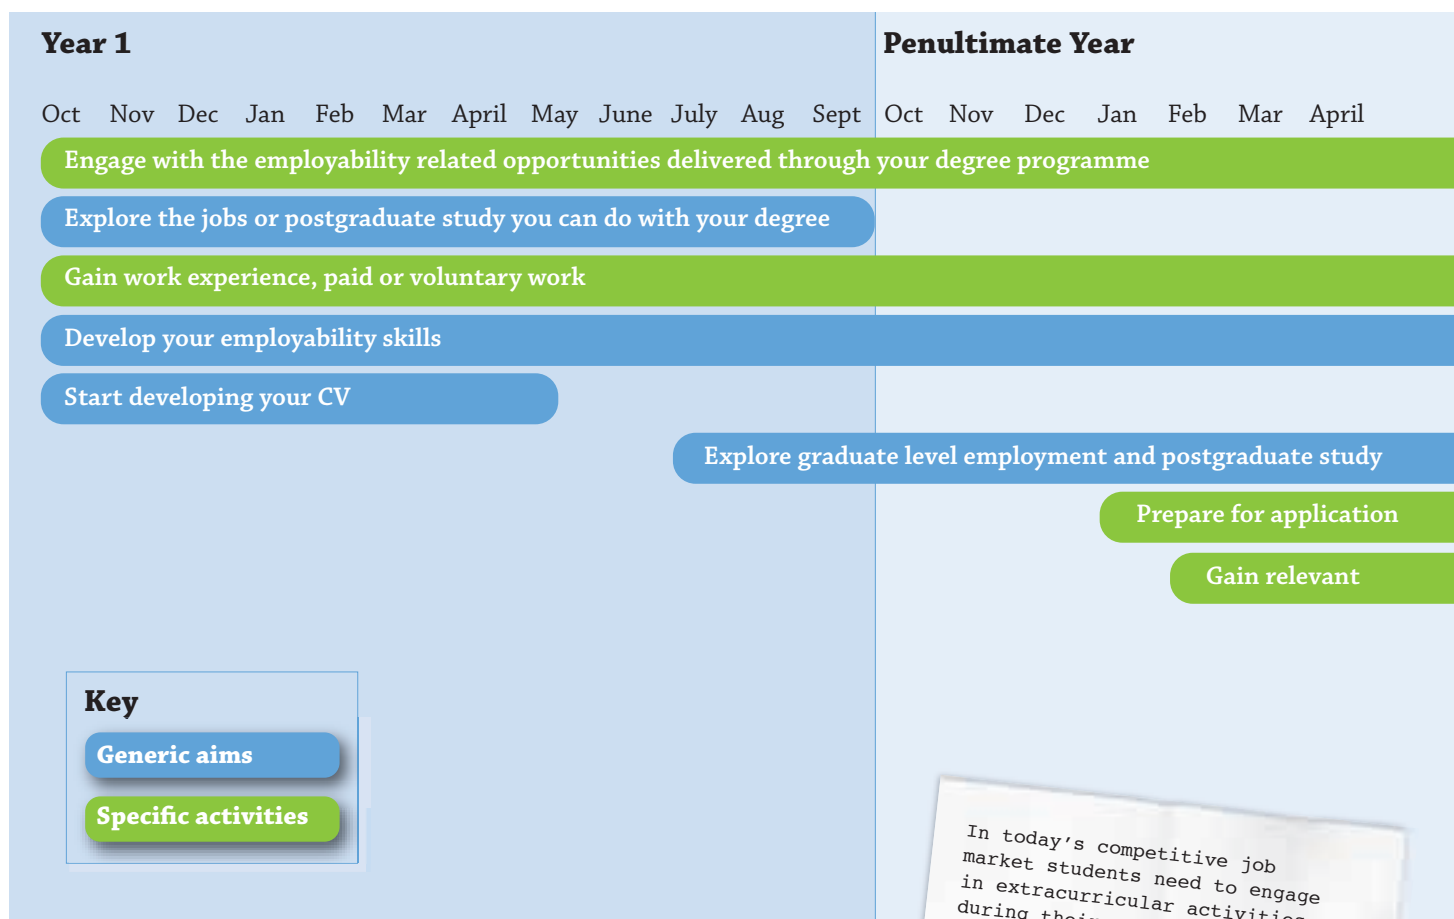 Year 1
Penultimate Year
Oct Nov Dec Jan Feb Mar April May June July Aug Sept Oct Nov Dec Jan Feb Mar April
Engage with the employability related opportunities delivered through your degree programme
Explore the jobs or postgraduate study you can do with your degree
Gain work experience, paid or voluntary work
Develop your employability skills
Start developing your CV
Explore graduate level employment and postgraduate study
Prepare for application
Gain relevant
Key
Generic aims
Specific activities
In today's competitive job
market students need to engage
in extracurricular activities
during their